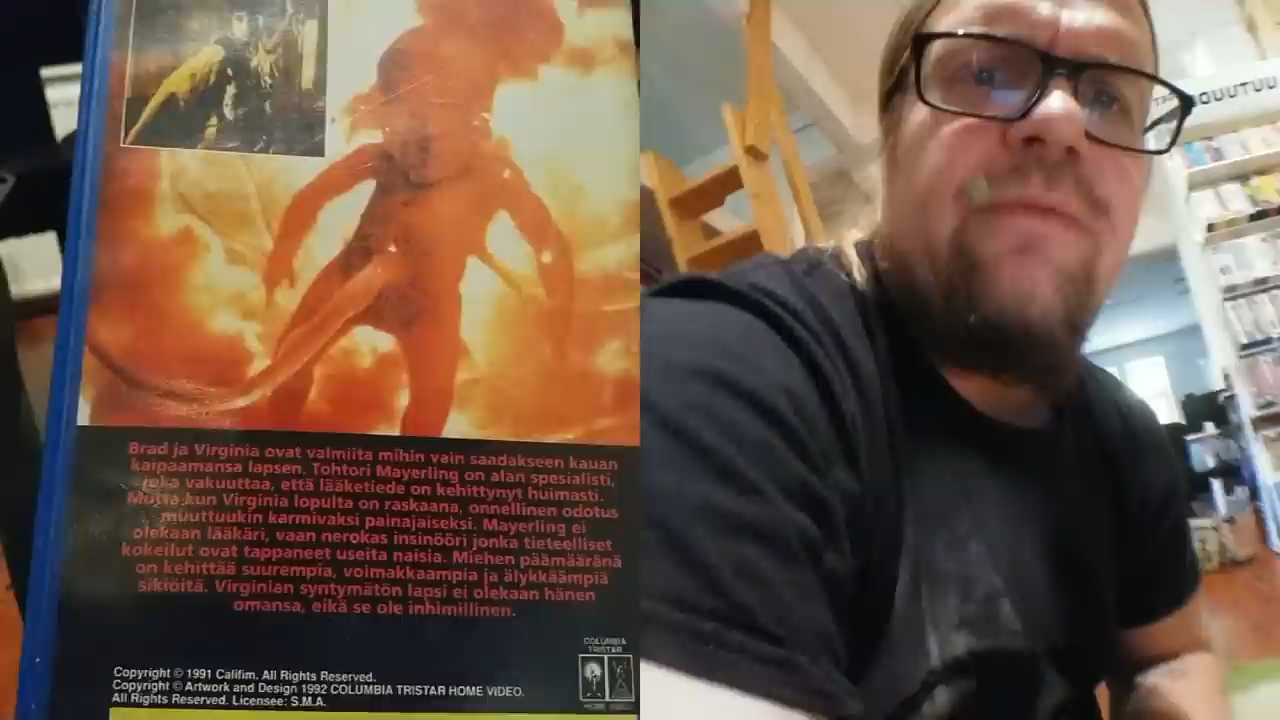 Brad ja Virginia ovat valmiita mihin vain saadakseen kauan
kaipaamansa lapsen. Tohtori Mayerling on alan spesialisti,
joka vakuuttaa, että lääketiede on kehittynyt huimasti.
Mutta kun Virginia lopulta on raskaana, onnellinen odotus
muuttuukin karmivaksi painajaiseksi. Mayerling ei
olekaan lääkäri, vaan nerokas insinööri jonka tieteelliset
kokeilut ovat tappaneet useita naisia. Miehen päämääränä
on kehittää suurempia, voimakkaampia ja älykkäämpiä
sikiöitä. Virginian syntymätön lapsi ei olekaan hänen
omansa, eikä se ole inhimillinen.
COLUMBIA
TRISTAR
Copyright © 1991 Califim. All Rights Reserved.
Copyright © Artwork and Design 1992 COLUMBIA TRISTAR HOME VIDEO.
All Rights Reserved. Licensee: S.M.A.